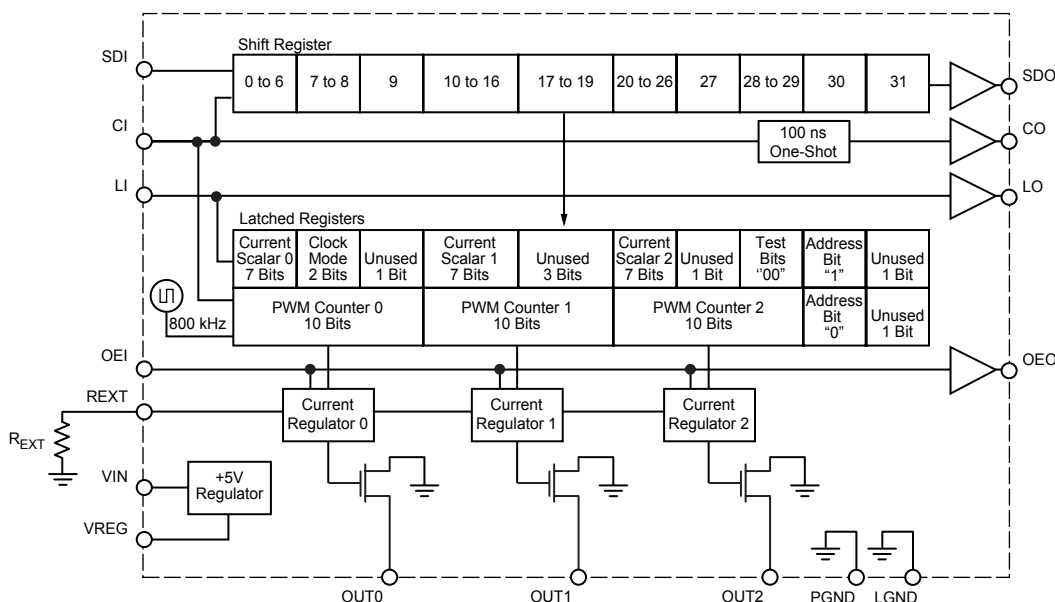 Shift Register
SDI
0 to 6
7 to 8
9
10 to 16
17 to 19
20 to 26
27
28 to 29
30
31
SDO
CI
100 ns
One-Shot
CO
LI
LO
Latched Registers
Current
Scalar 0
7 Bits
Clock
Mode
2 Bits
Unused
1 Bit
Current
Scalar 1
7 Bits
Unused
3 Bits
Current
Scalar 2
7 Bits
Unused
1 Bit
Test
Bits
‘'00”
Address
Bit
“1”
Unused
1 Bit
800 kHz
PWM Counter 0
10 Bits
PWM Counter 1
10 Bits
PWM Counter 2
10 Bits
Address
Bit
“0”
Unused
1 Bit
OEI
OEO
REXT
Current
Regulator 0
Current
Regulator 1
Current
Regulator 2
REXT
VIN
+5V
Regulator
VREG
OUT0
OUT1
OUT2
PGND
LGND